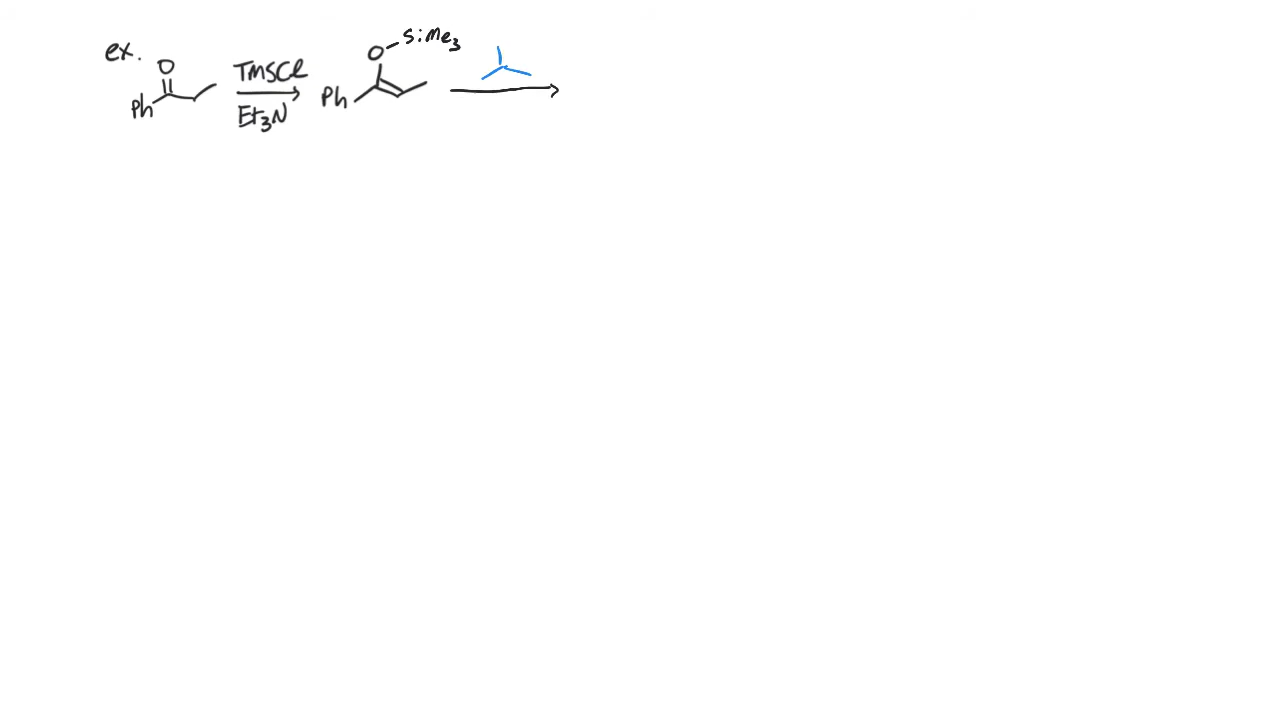 ex.
O
Ph
TMSCl
Et3N
O
SiMe3
Ph